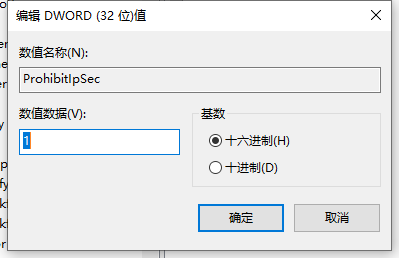 编辑 DWORD (32 位)值
数值名称(N):
ProhibitIpSec
数值数据(V):
基数
1
十六进制(H)
十进制(D)
确定
取消